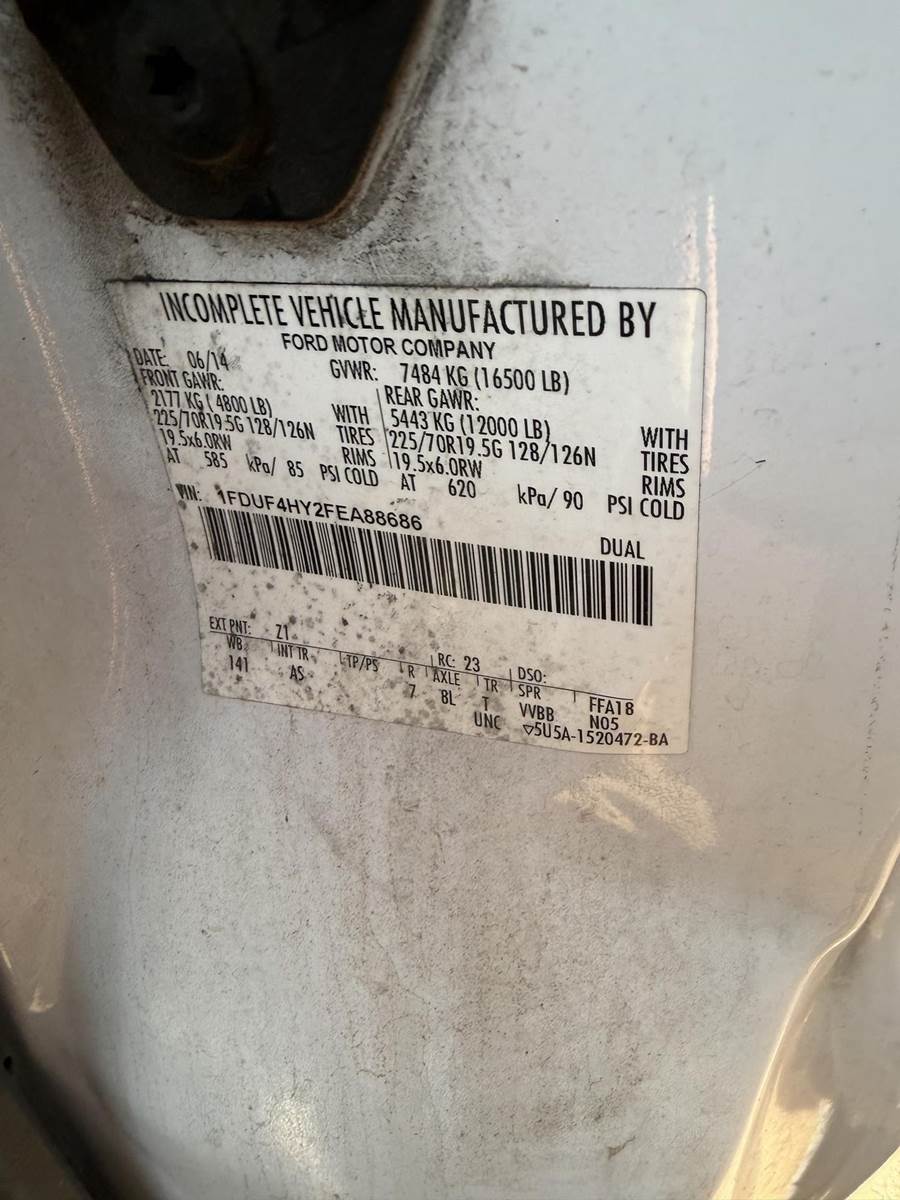 INCOMPLETE VEHICLE MANUFACTURED BY
FORD MOTOR COMPANY
DATE: 06/14 GVWR: 7484 KG (16500 LB)
FRONT GAWR: REAR GAWR:
2177 KG ( 4800 LB) WITH 5443 KG (12000 LB) WITH
225/70R19.5G 128/126N TIRES 225/70R19.5G 128/126N TIRES
19.5x6.0RW RIMS 19.5x6.0RW RIMS
AT 585 kPa/ 85 PSI COLD AT 620 kPa/ 90 PSI COLD
VIN: 1FDUF4HY2FEA88686
DUAL
EXT PNT: Z1 RC: 23 DSO:
WB INT TR TP/PS R AXLE TR SPR FFA18
141 AS 7 8L T VVBB N05
UNC ▽5U5A-1520472-BA